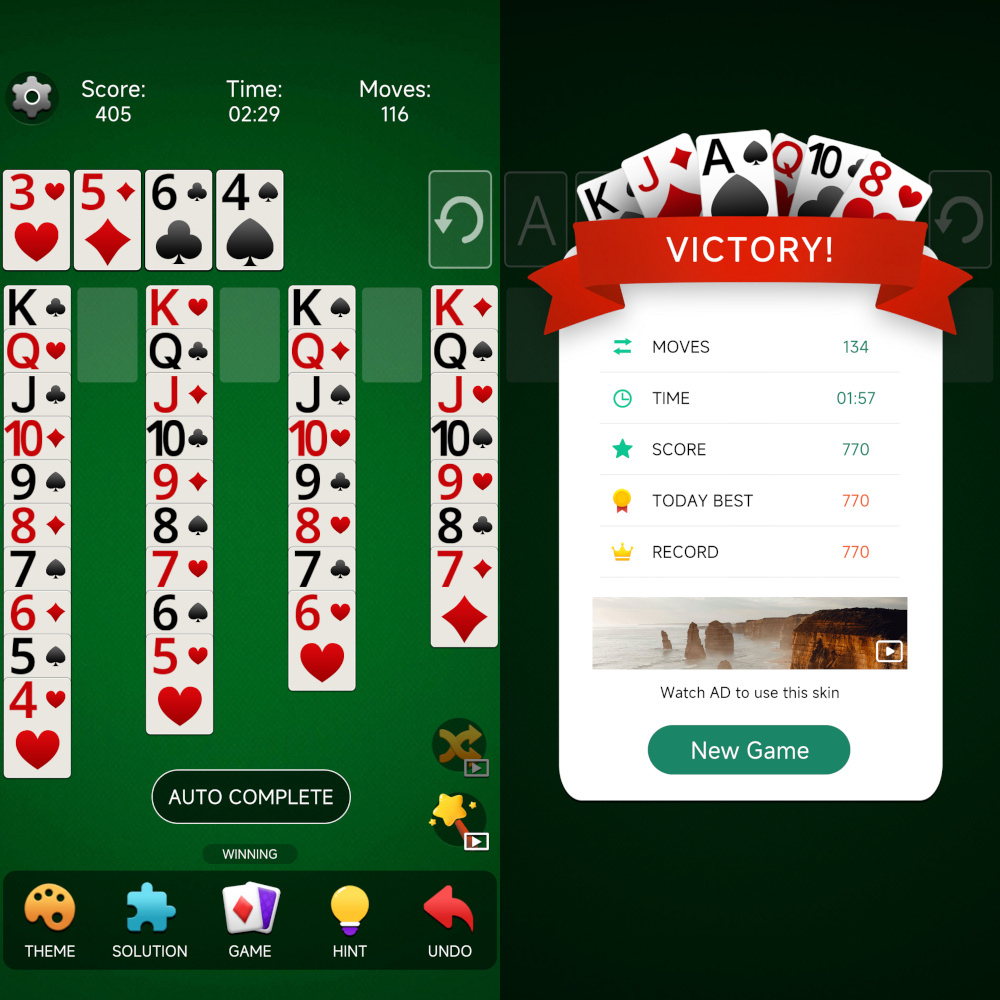 Score:
405
Time:
02:29
Moves:
116
3
5
6
4
K
Q
J
10
9
8
7
6
5
4
K
Q
J
10
9
8
7
6
5
K
Q
J
10
9
8
7
6
K
Q
J
10
9
8
7
AUTO COMPLETE
WINNING
THEME
SOLUTION
GAME
HINT
UNDO
A
K
J
A
Q
10
8
VICTORY!
MOVES 134
TIME 01:57
SCORE 770
TODAY BEST 770
RECORD 770
Watch AD to use this skin
New Game